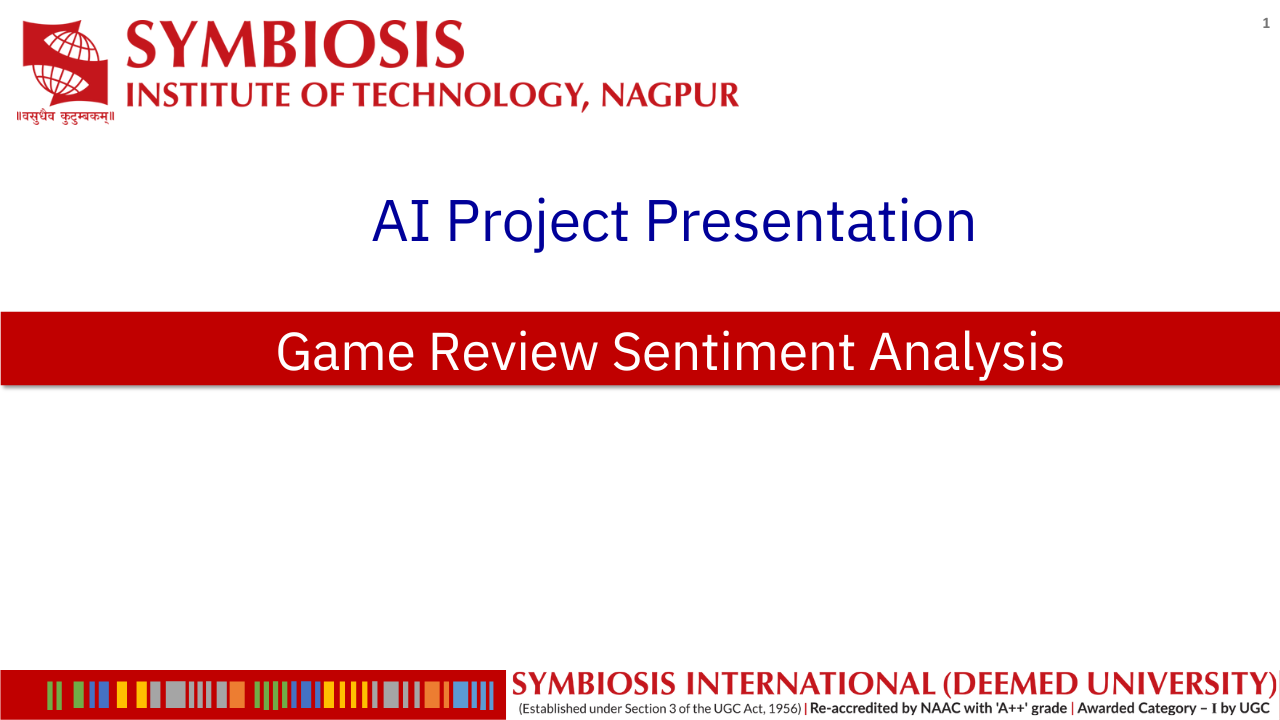 1
SYMBIOSIS
INSTITUTE OF TECHNOLOGY, NAGPUR
॥वसुधैव कुटुम्बकम्॥
AI Project Presentation
Game Review Sentiment Analysis
SYMBIOSIS INTERNATIONAL (DEEMED UNIVERSITY)
(Established under Section 3 of the UGC Act, 1956) | Re-accredited by NAAC with 'A++' grade | Awarded Category – I by UGC